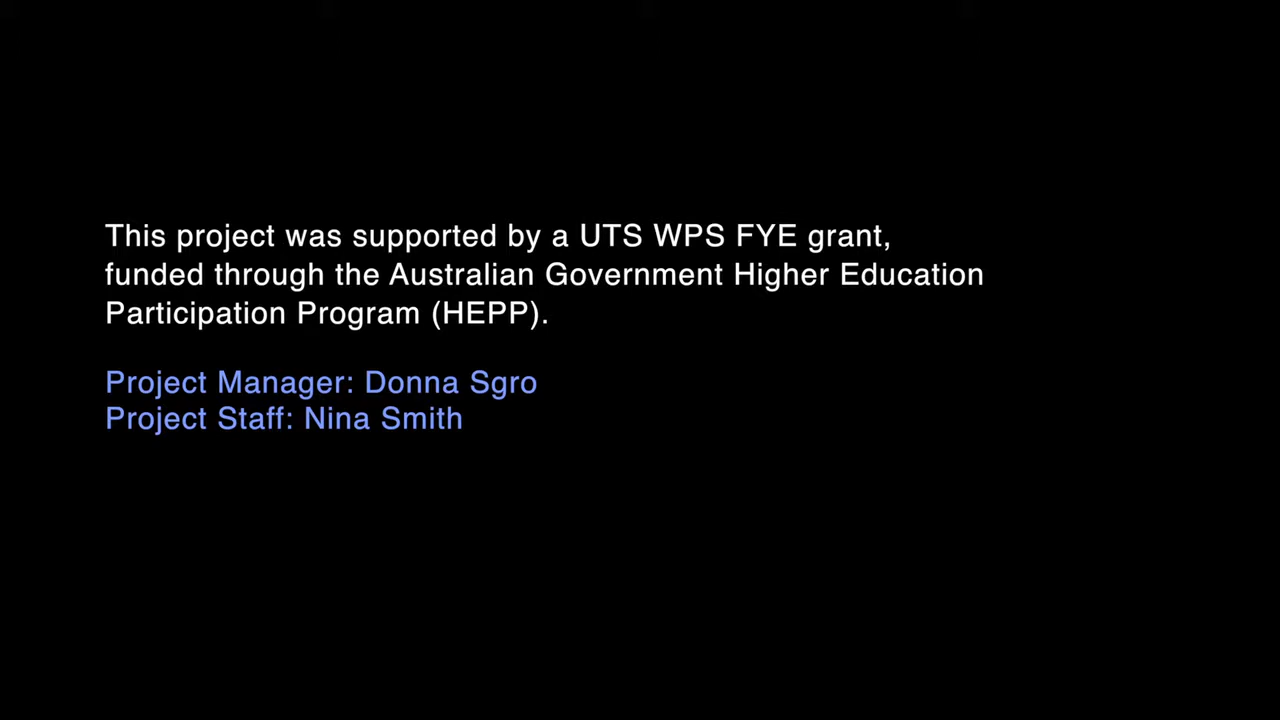 This project was supported by a UTS WPS FYE grant,
funded through the Australian Government Higher Education
Participation Program (HEPP).
Project Manager: Donna Sgro
Project Staff: Nina Smith